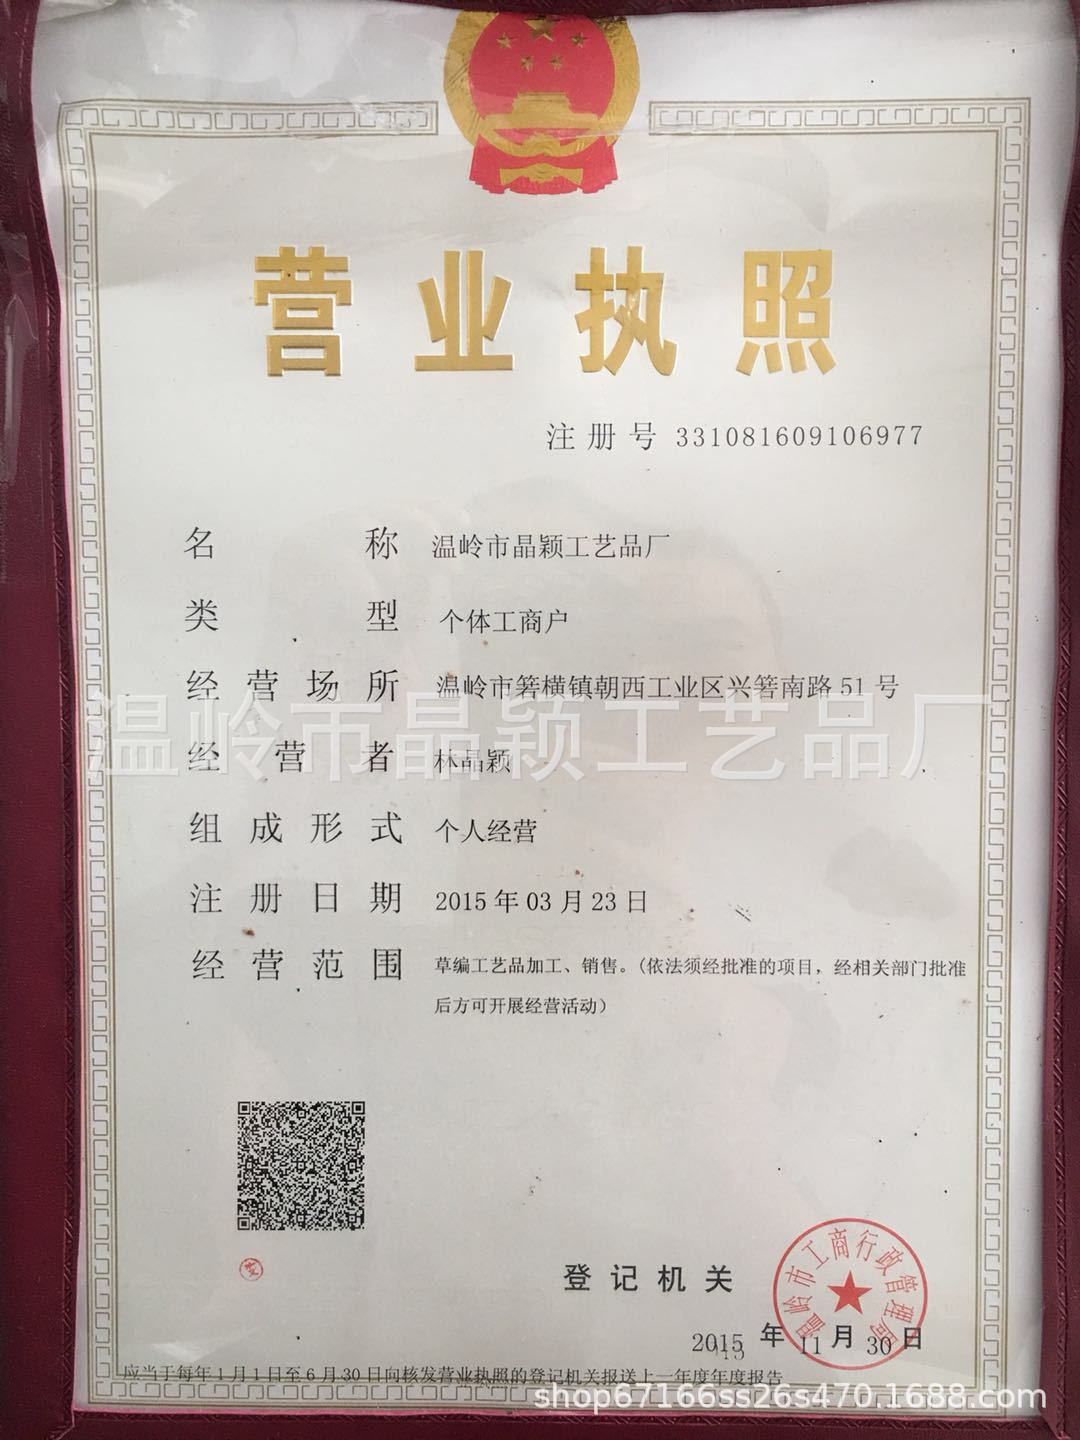 营业执照
注册号 331081609106977
名称 温岭市晶颖工艺品厂
类型 个体工商户
经营场所 温岭市箬横镇朝西工业区兴箬南路51号
温岭市晶颖工艺品厂
经营者 林晶颖
组成形式 个人经营
注册日期 2015年03月23日
经营范围 草编工艺品加工、销售。(依法须经批准的项目，经相关部门批准
后方可开展经营活动)
温岭市工商行政管理局
登记机关
2015年11月30日
应当于每年1月1日至6月30日向核发营业执照的登记机关报送上一年度年度报告
shop67166ss26s470.1688.com